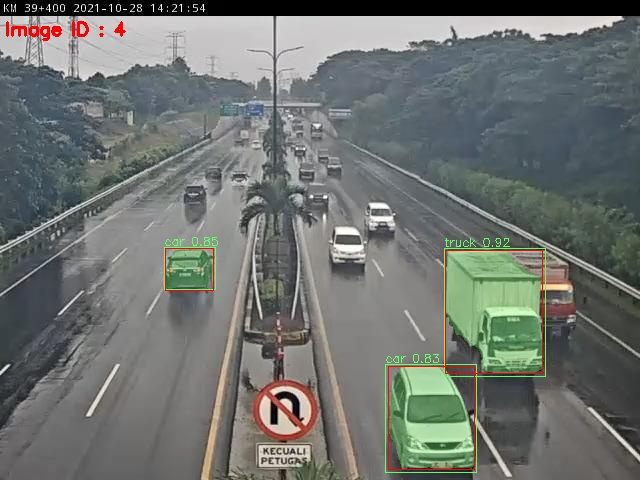 KM 39+400 2021-10-28 14:21:54
Image ID : 4
car 0.85
truck 0.92
car 0.83
KECUALI
PETUGAS